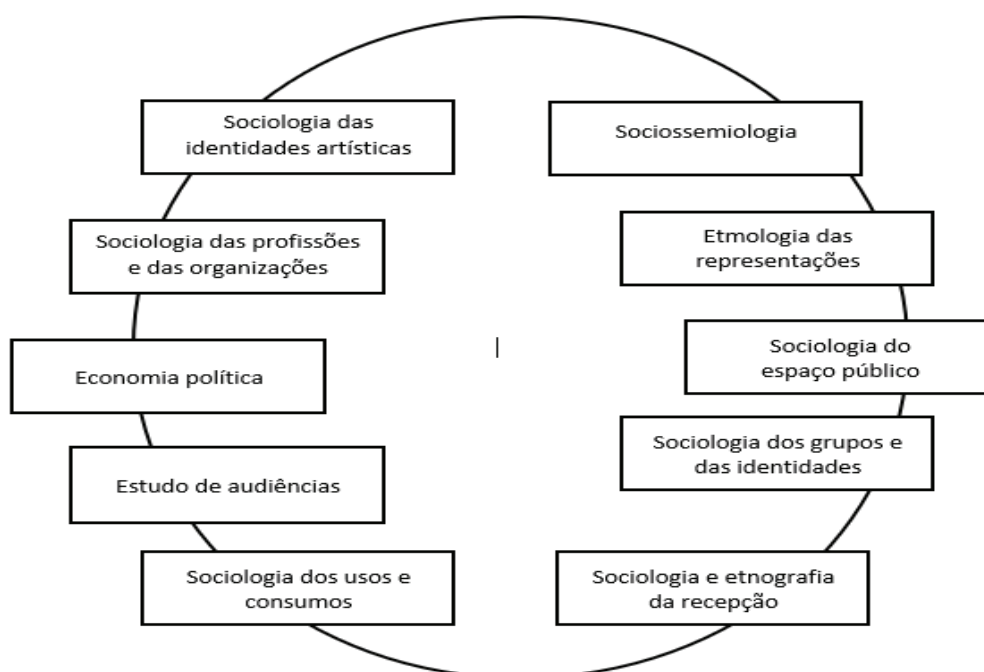 Sociologia das
identidades artísticas
Sociologia das profissões
e das organizações
Economia política
Estudo de audiências
Sociologia dos usos e
consumos
Sociossemiologia
Etmologia das
representações
Sociologia do
espaço público
Sociologia dos grupos e
das identidades
Sociologia e etnografia
da recepção